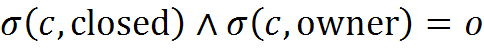 𝜎(𝑐, closed) ∧ 𝜎(𝑐, owner) = 𝑜